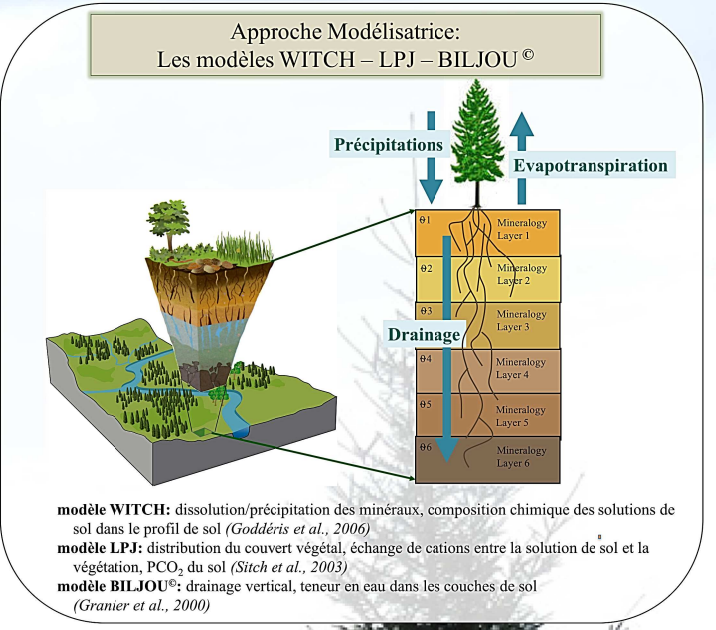 Approche Modélisatrice:
Les modèles WITCH – LPJ – BILJOU ©
Précipitations
Evapotranspiration
θ1 Mineralogy
Layer 1
θ2 Mineralogy
Layer 2
θ3 Mineralogy
Layer 3
Drainage
θ4 Mineralogy
Layer 4
θ5 Mineralogy
Layer 5
θ6 Mineralogy
Layer 6
modèle WITCH: dissolution/précipitation des minéraux, composition chimique des solutions de
sol dans le profil de sol (Goddéris et al., 2006)
modèle LPJ: distribution du couvert végétal, échange de cations entre la solution de sol et la
végétation, PCO₂ du sol (Sitch et al., 2003)
modèle BILJOU©: drainage vertical, teneur en eau dans les couches de sol
(Granier et al., 2000)